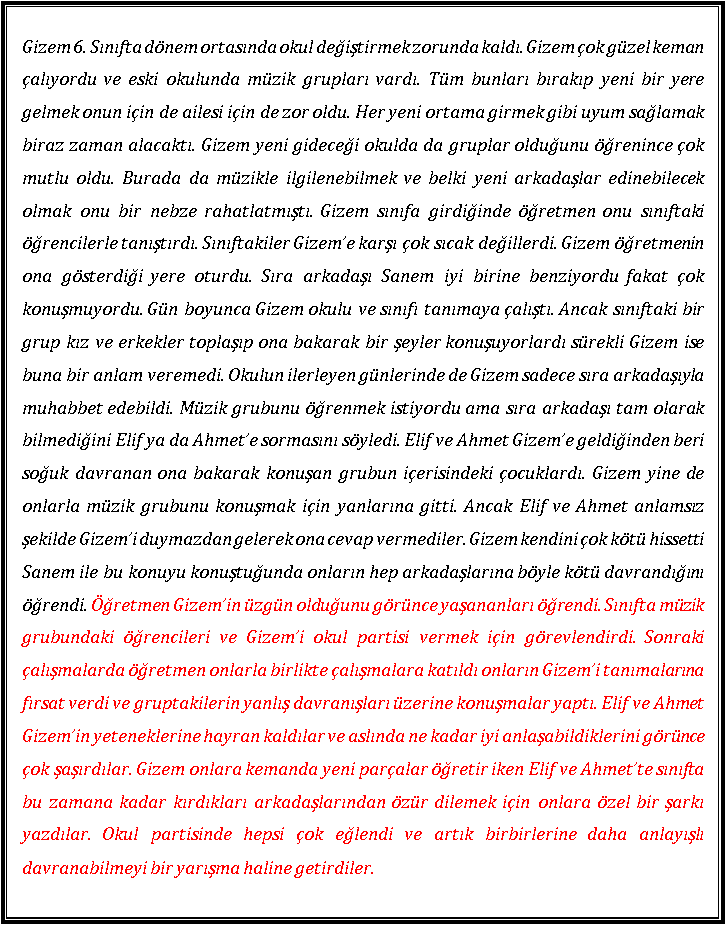 Gizem 6. Sınıfta dönem ortasında okul değiştirmek zorunda kaldı. Gizem çok güzel keman
çalıyordu ve eski okulunda müzik grupları vardı. Tüm bunları bırakıp yeni bir yere
gelmek onun için de ailesi için de zor oldu. Her yeni ortama girmek gibi uyum sağlamak
biraz zaman alacaktı. Gizem yeni gideceği okulda da gruplar olduğunu öğrenince çok
mutlu oldu. Burada da müzikle ilgilenebilmek ve belki yeni arkadaşlar edinebilecek
olmak onu bir nebze rahatlatmıştı. Gizem sınıfa girdiğinde öğretmen onu sınıftaki
öğrencilerle tanıştırdı. Sınıftakiler Gizem’e karşı çok sıcak değillerdi. Gizem öğretmenin
ona gösterdiği yere oturdu. Sıra arkadaşı Sanem iyi birine benziyordu fakat çok
konuşmuyordu. Gün boyunca Gizem okulu ve sınıfı tanımaya çalıştı. Ancak sınıftaki bir
grup kız ve erkekler toplaşıp ona bakarak bir şeyler konuşuyorlardı sürekli Gizem ise
buna bir anlam veremedi. Okulun ilerleyen günlerinde de Gizem sadece sıra arkadaşıyla
muhabbet edebildi. Müzik grubunu öğrenmek istiyordu ama sıra arkadaşı tam olarak
bilmediğini Elif ya da Ahmet’e sormasını söyledi. Elif ve Ahmet Gizem’e geldiğinden beri
soğuk davranan ona bakarak konuşan grubun içerisindeki çocuklardı. Gizem yine de
onlarla müzik grubunu konuşmak için yanlarına gitti. Ancak Elif ve Ahmet anlamsız
şekilde Gizem’i duymazdan gelerek ona cevap vermediler. Gizem kendini çok kötü hissetti
Sanem ile bu konuyu konuştuğunda onların hep arkadaşlarına böyle kötü davrandığını
öğrendi. Öğretmen Gizem’in üzgün olduğunu görünce yaşananları öğrendi. Sınıfta müzik
grubundaki öğrencileri ve Gizem’i okul partisi vermek için görevlendirdi. Sonraki
çalışmalarda öğretmen onlarla birlikte çalışmalara katıldı onların Gizem’i tanımalarına
fırsat verdi ve gruptakilerin yanlış davranışları üzerine konuşmalar yaptı. Elif ve Ahmet
Gizem’in yeteneklerine hayran kaldılar ve aslında ne kadar iyi anlaşabildiklerini görünce
çok şaşırdılar. Gizem onlara kemanda yeni parçalar öğretir iken Elif ve Ahmet’te sınıfta
bu zamana kadar kırdıkları arkadaşlarından özür dilemek için onlara özel bir şarkı
yazdılar. Okul partisinde hepsi çok eğlendi ve artık birbirlerine daha anlayışlı
davranabilmeyi bir yarışma haline getirdiler.